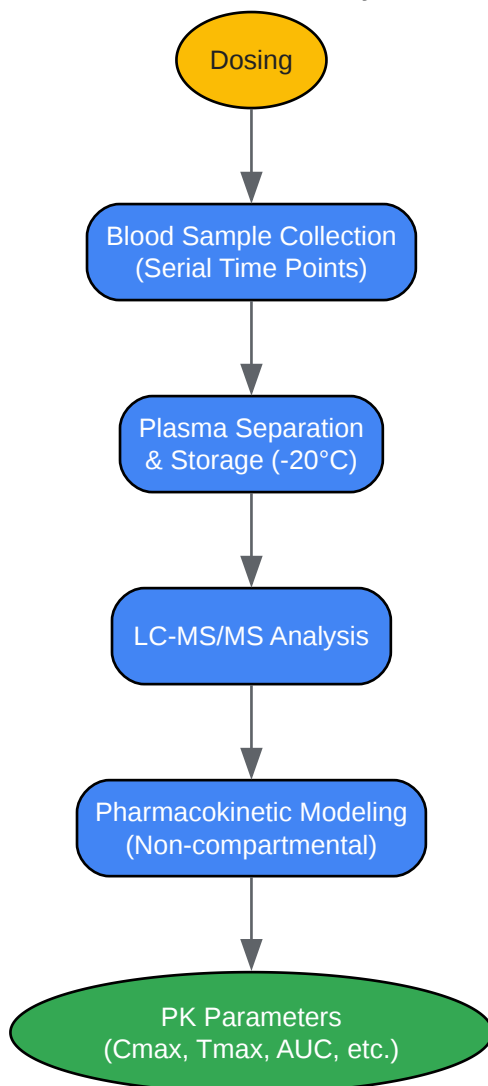 Dosing
Blood Sample Collection
(Serial Time Points)
Plasma Separation
& Storage (-20°C)
LC-MS/MS Analysis
Pharmacokinetic Modeling
(Non-compartmental)
PK Parameters
(Cmax, Tmax, AUC, etc.)